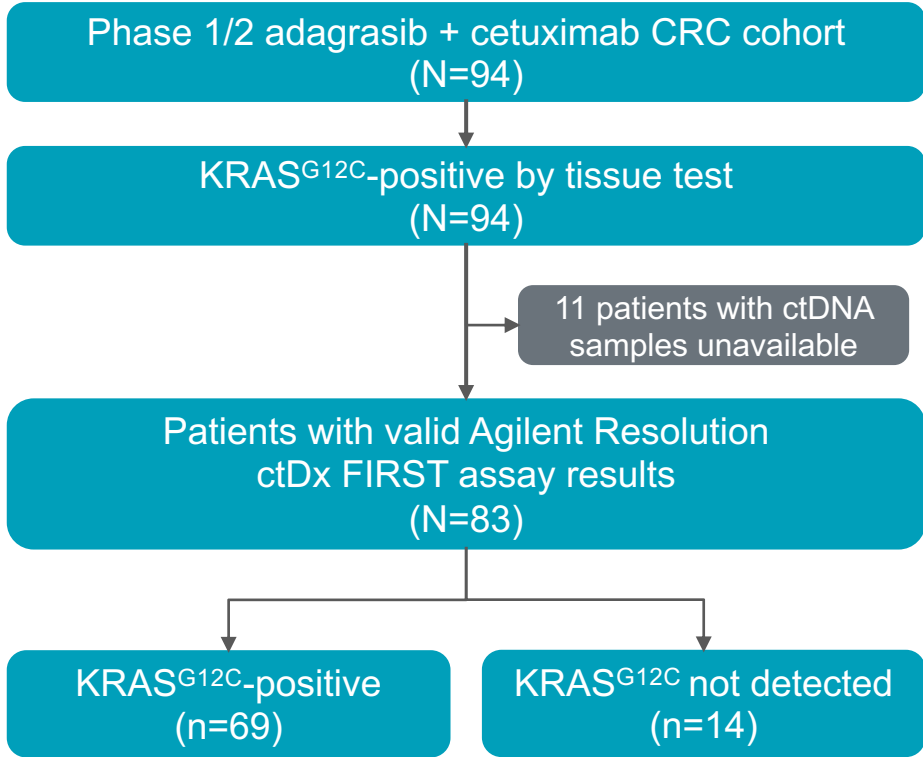 Phase 1/2 adagrasib + cetuximab CRC cohort
(N=94)
KRASG12C-positive by tissue test
(N=94)
11 patients with ctDNA
samples unavailable
Patients with valid Agilent Resolution
ctDx FIRST assay results
(N=83)
KRASG12C-positive
(n=69)
KRASG12C not detected
(n=14)